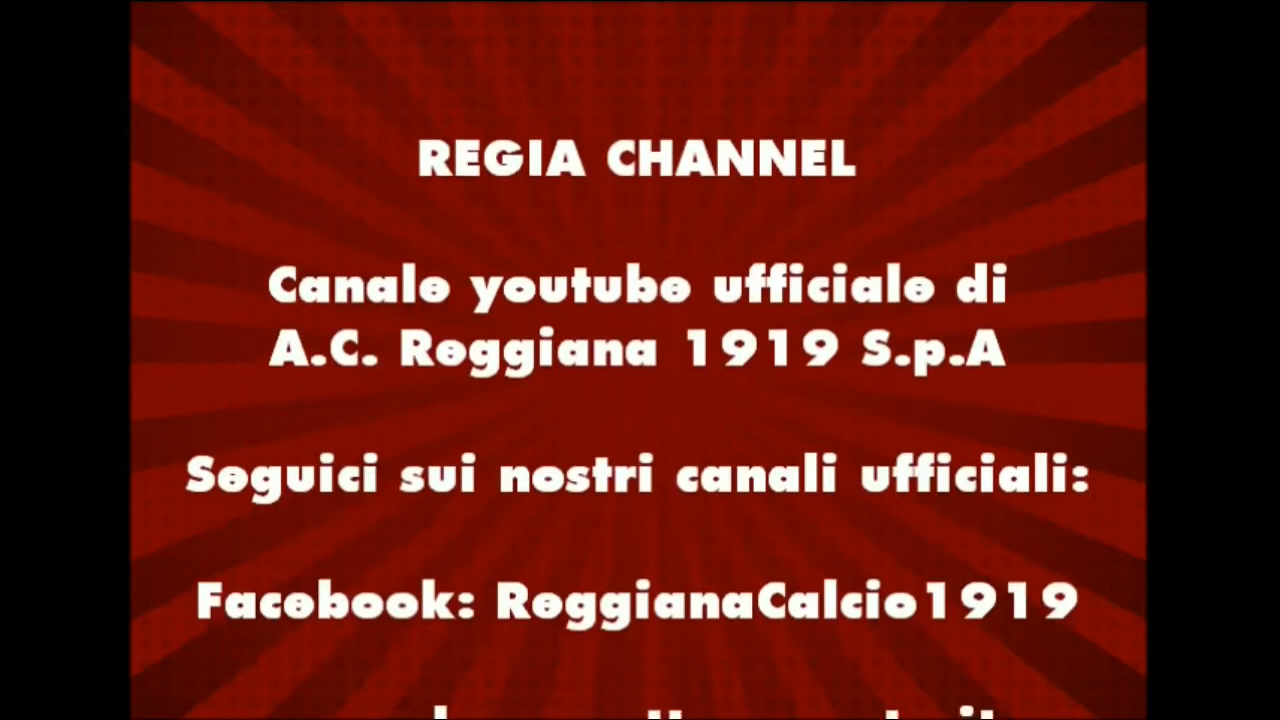 REGIA CHANNEL
Canale youtube ufficiale di
A.C. Reggiana 1919 S.p.A
Seguici sui nostri canali ufficiali:
Facebook: ReggianaCalcio1919